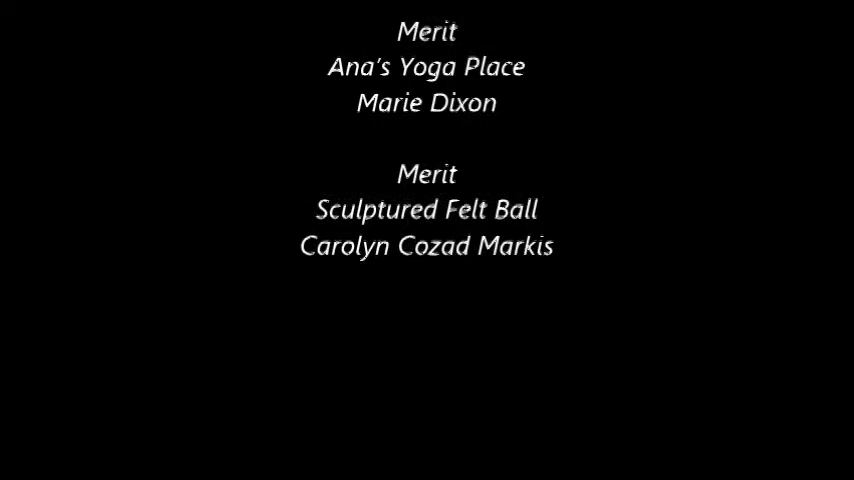 Merit
Ana's Yoga Place
Marie Dixon
Merit
Sculptured Felt Ball
Carolyn Cozad Markis